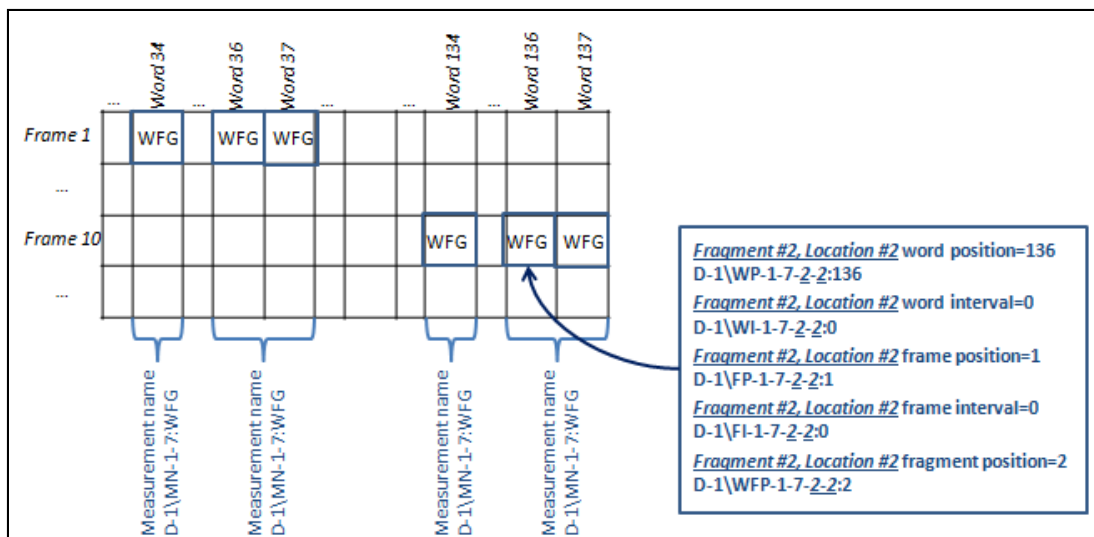 ... Word 34 ... Word 36 Word 37 ... ... Word 134 ... Word 136 Word 137
Frame 1 WFG WFG WFG
...
Frame 10 WFG WFG WFG
...
Measurement name
D-1\MN-1-7:WFG
Measurement name
D-1\MN-1-7:WFG
Measurement name
D-1\MN-1-7:WFG
Measurement name
D-1\MN-1-7:WFG
Fragment #2, Location #2 word position=136
D-1\WP-1-7-2-2:136
Fragment #2, Location #2 word interval=0
D-1\WI-1-7-2-2:0
Fragment #2, Location #2 frame position=1
D-1\FP-1-7-2-2:1
Fragment #2, Location #2 frame interval=0
D-1\FI-1-7-2-2:0
Fragment #2, Location #2 fragment position=2
D-1\WFP-1-7-2-2:2